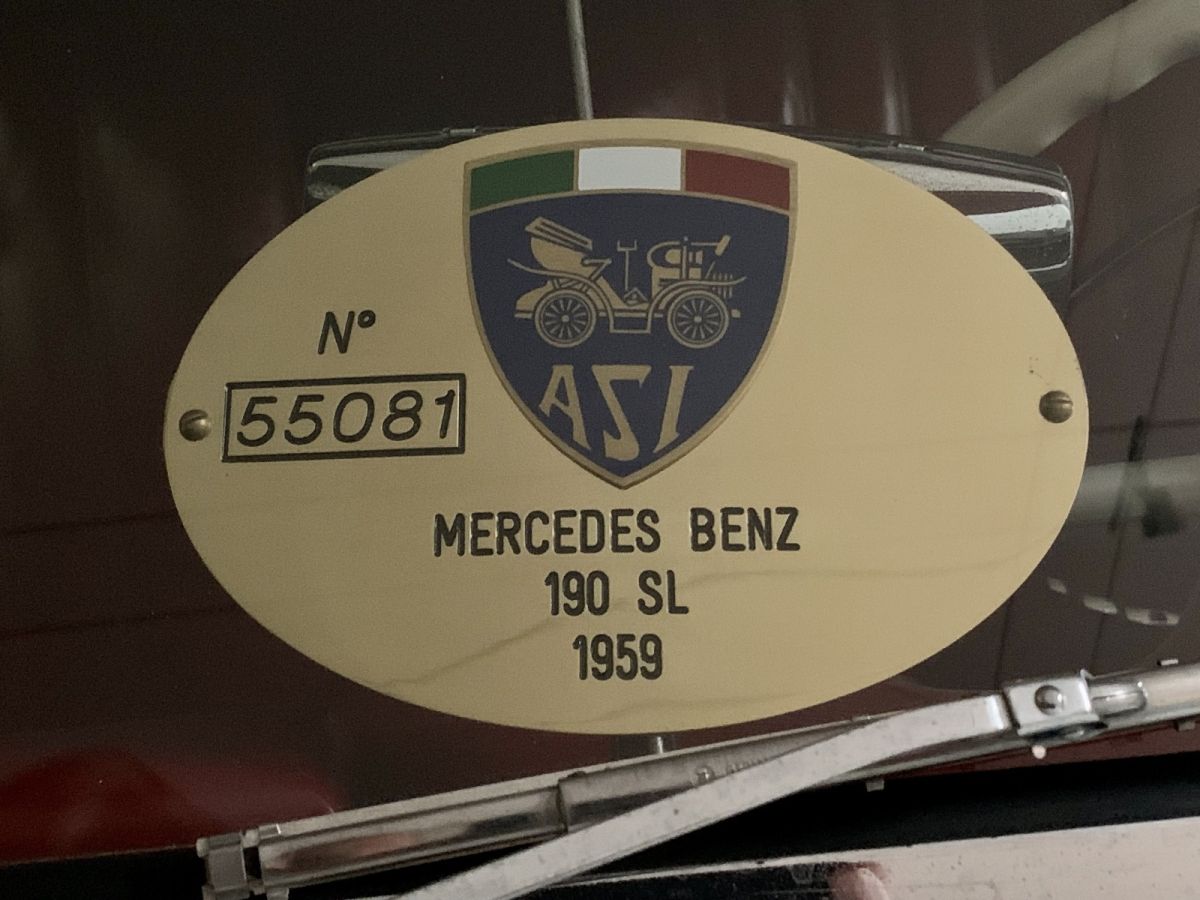 ASI
N°
55081
MERCEDES BENZ
190 SL
1959